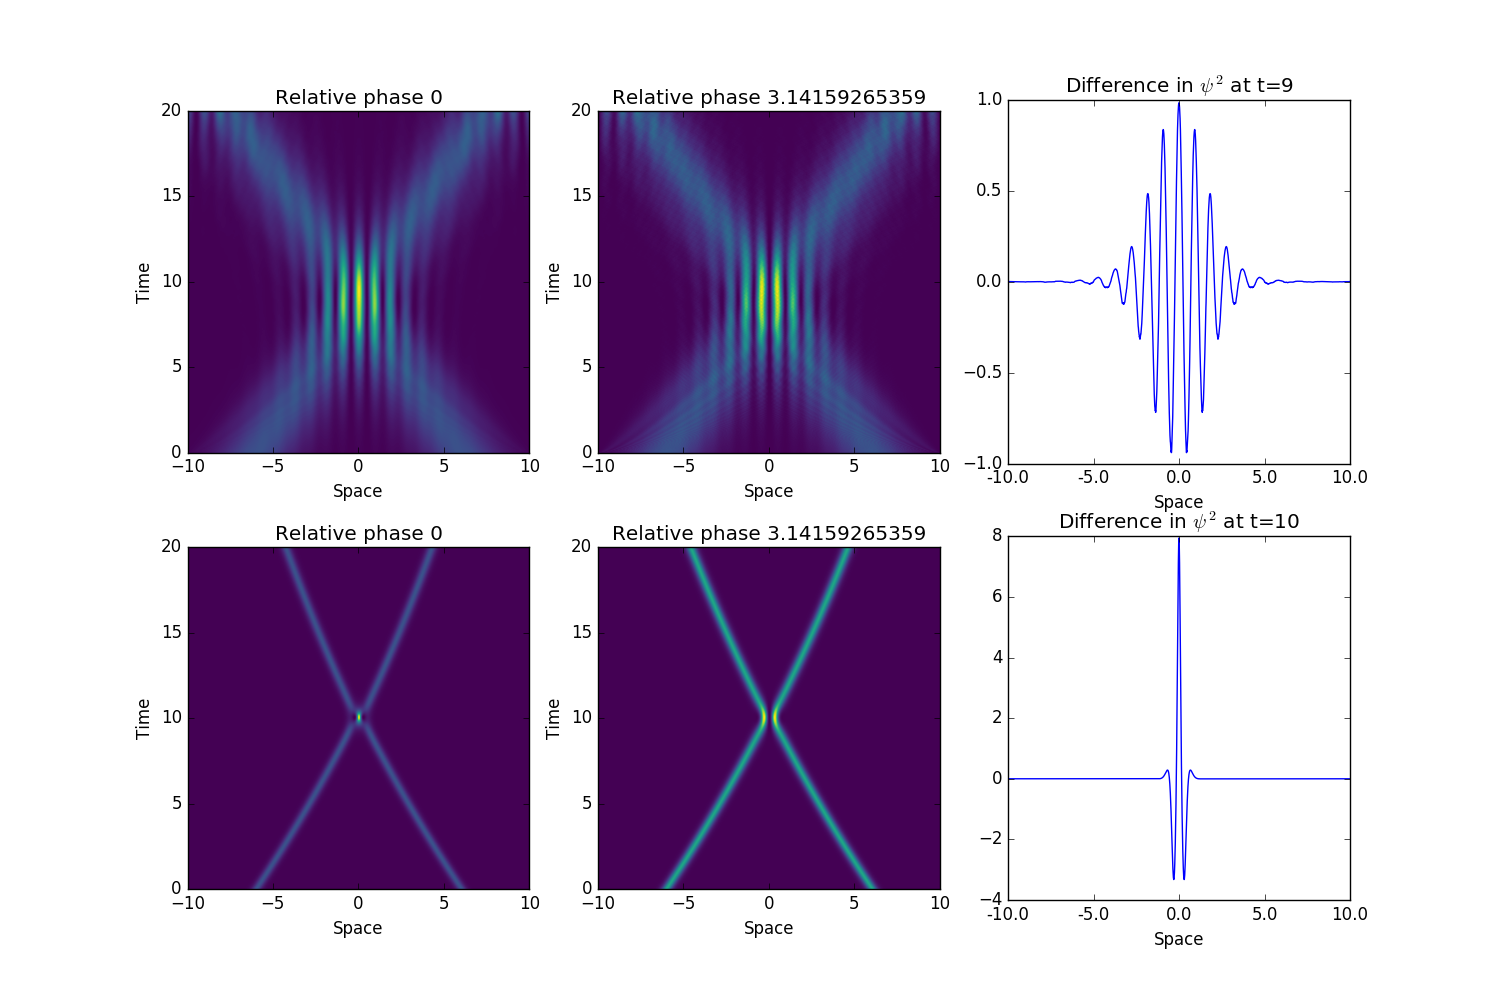 Relative phase 0
20
15
10
5
0
Time
−10 −5 0 5 10
Space
Relative phase 3.14159265359
20
15
10
5
0
Time
−10 −5 0 5 10
Space
Difference in ψ² at t=9
1.0
0.5
0.0
−0.5
−1.0
-10.0 -5.0 0.0 5.0 10.0
Space
Relative phase 0
20
15
10
5
0
Time
−10 −5 0 5 10
Space
Relative phase 3.14159265359
20
15
10
5
0
Time
−10 −5 0 5 10
Space
Difference in ψ² at t=10
8
6
4
2
0
−2
−4
-10.0 -5.0 0.0 5.0 10.0
Space